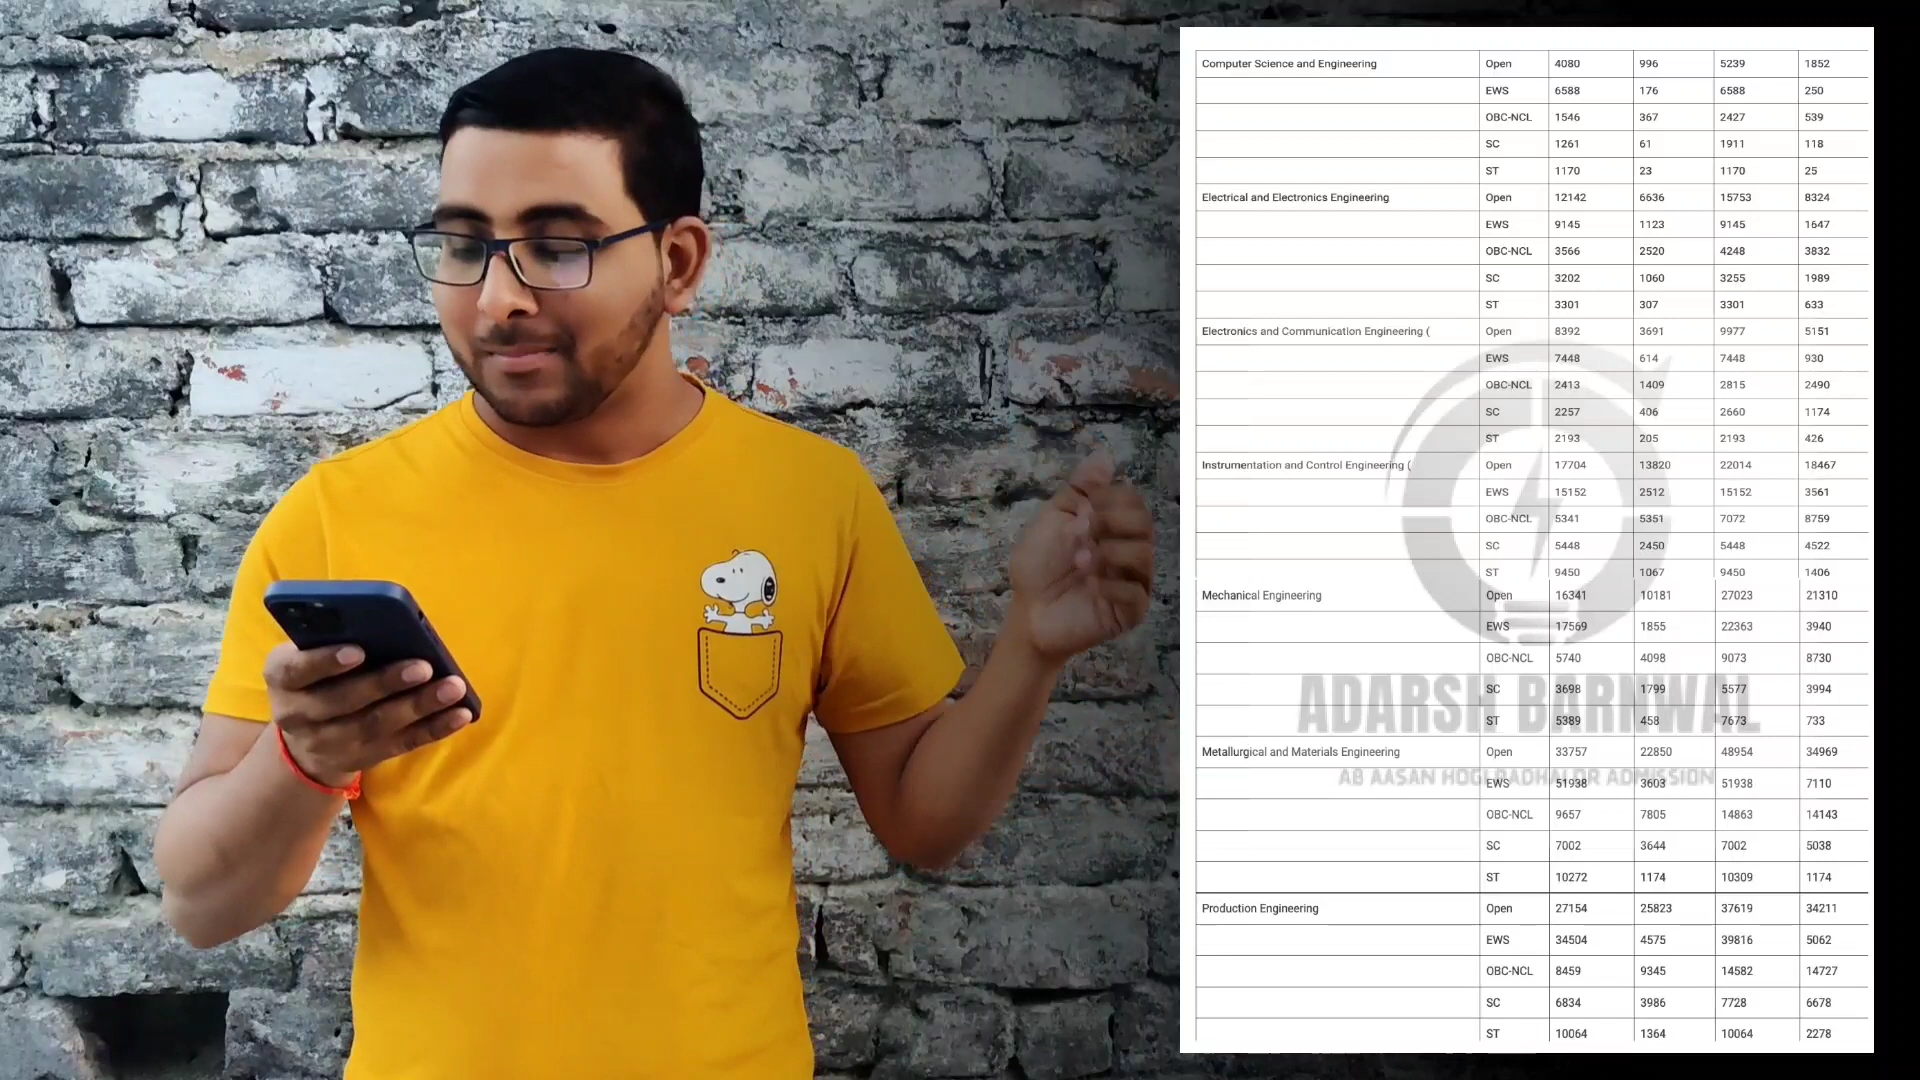 Computer Science and Engineering Open 4080 996 5239 1852
EWS 6588 176 6588 250
OBC-NCL 1546 367 2427 539
SC 1261 61 1911 118
ST 1170 23 1170 25
Electrical and Electronics Engineering Open 12142 6636 15753 8324
EWS 9145 1123 9145 1647
OBC-NCL 3566 2520 4248 3832
SC 3202 1060 3255 1989
ST 3301 307 3301 633
Electronics and Communication Engineering ( Open 8392 3691 9977 5151
EWS 7448 614 7448 930
OBC-NCL 2413 1409 2815 2490
SC 2257 406 2660 1174
ST 2193 205 2193 426
Instrumentation and Control Engineering ( Open 17704 13820 22014 18467
EWS 15152 2512 15152 3561
OBC-NCL 5341 5351 7072 8759
SC 5448 2450 5448 4522
ST 9450 1067 9450 1406
Mechanical Engineering Open 16341 10181 27023 21310
EWS 17569 1855 22363 3940
OBC-NCL 5740 4098 9073 8730
SC 3698 1799 5577 3994
ADARSH BARNWAL
ST 5389 458 7673 733
Metallurgical and Materials Engineering Open 33757 22850 48954 34969
AB AASAN HOGI PADHAI OR ADMISSION
EWS 51938 3603 51938 7110
OBC-NCL 9657 7805 14863 14143
SC 7002 3644 7002 5038
ST 10272 1174 10309 1174
Production Engineering Open 27154 25823 37619 34211
EWS 34504 4575 39816 5062
OBC-NCL 8459 9345 14582 14727
SC 6834 3986 7728 6678
ST 10064 1364 10064 2278